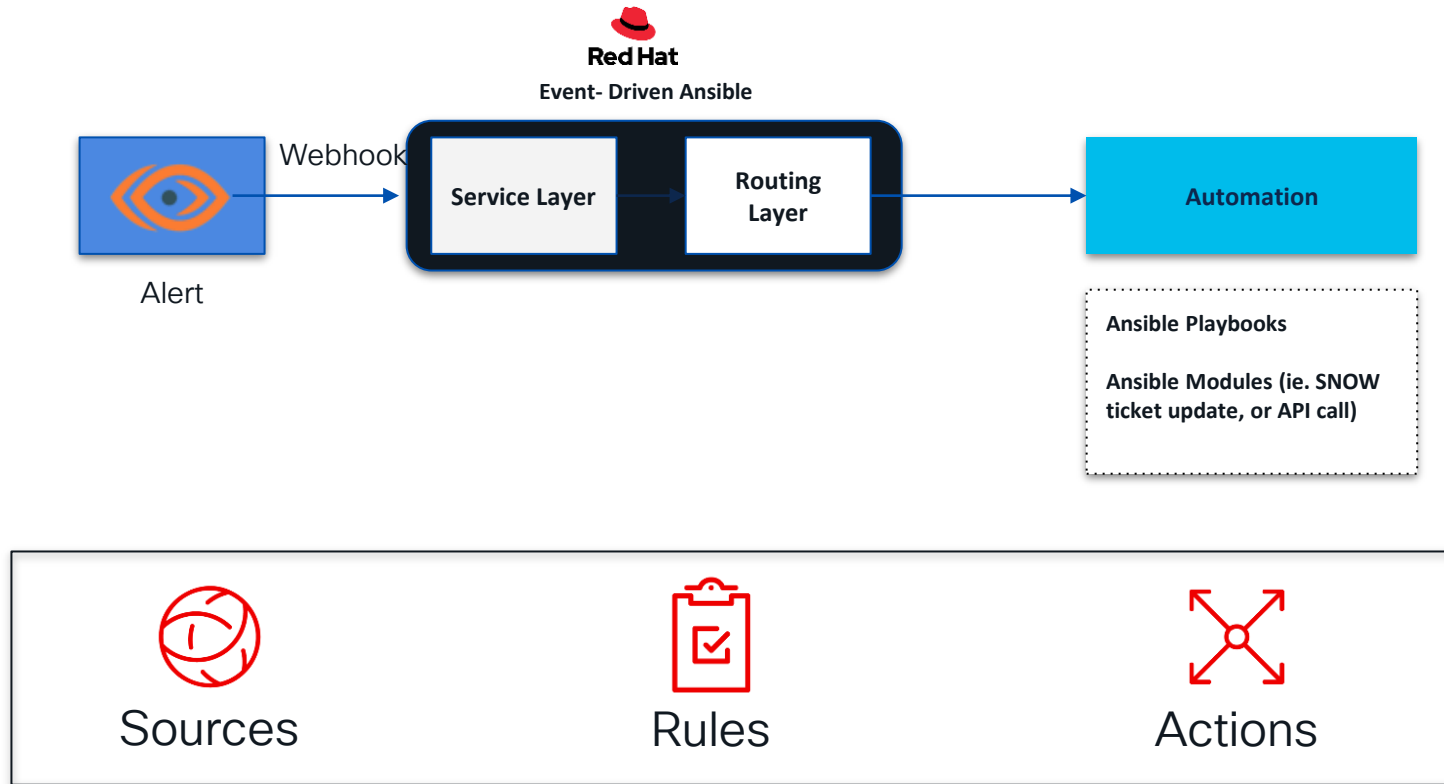 Red Hat
Event- Driven Ansible
Webhook
Service Layer
Routing
Layer
Automation
Alert
Ansible Playbooks
Ansible Modules (ie. SNOW
ticket update, or API call)
Sources
Rules
Actions